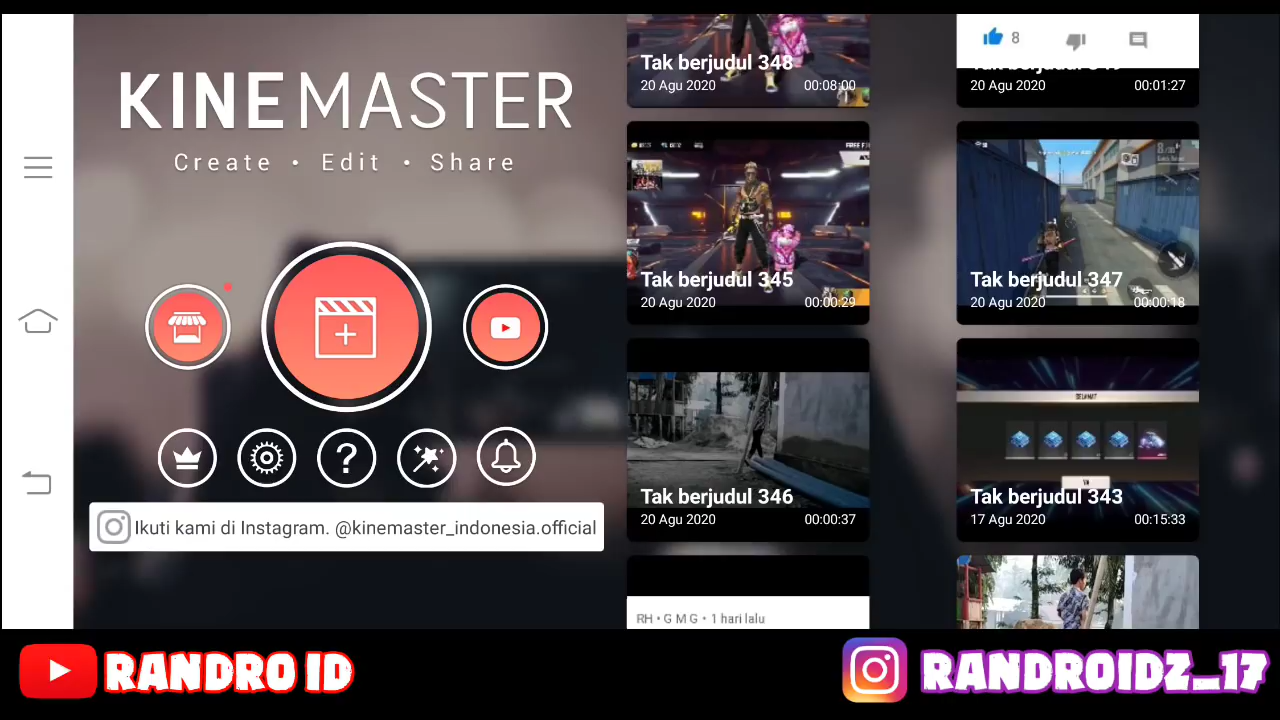 KINEMASTER
Create • Edit • Share
Ikuti kami di Instagram. @kinemaster_indonesia.official
Tak berjudul 348
20 Agu 2020 00:08:00
8
20 Agu 2020 00:01:27
FREE FI
Tak berjudul 345
20 Agu 2020 00:00:29
Tak berjudul 347
20 Agu 2020 00:00:18
Tak berjudul 346
20 Agu 2020 00:00:37
SELAMAT
Tak berjudul 343
17 Agu 2020 00:15:33
RH • G M G • 1 hari lalu
RANDRO ID
RANDROIDZ_17